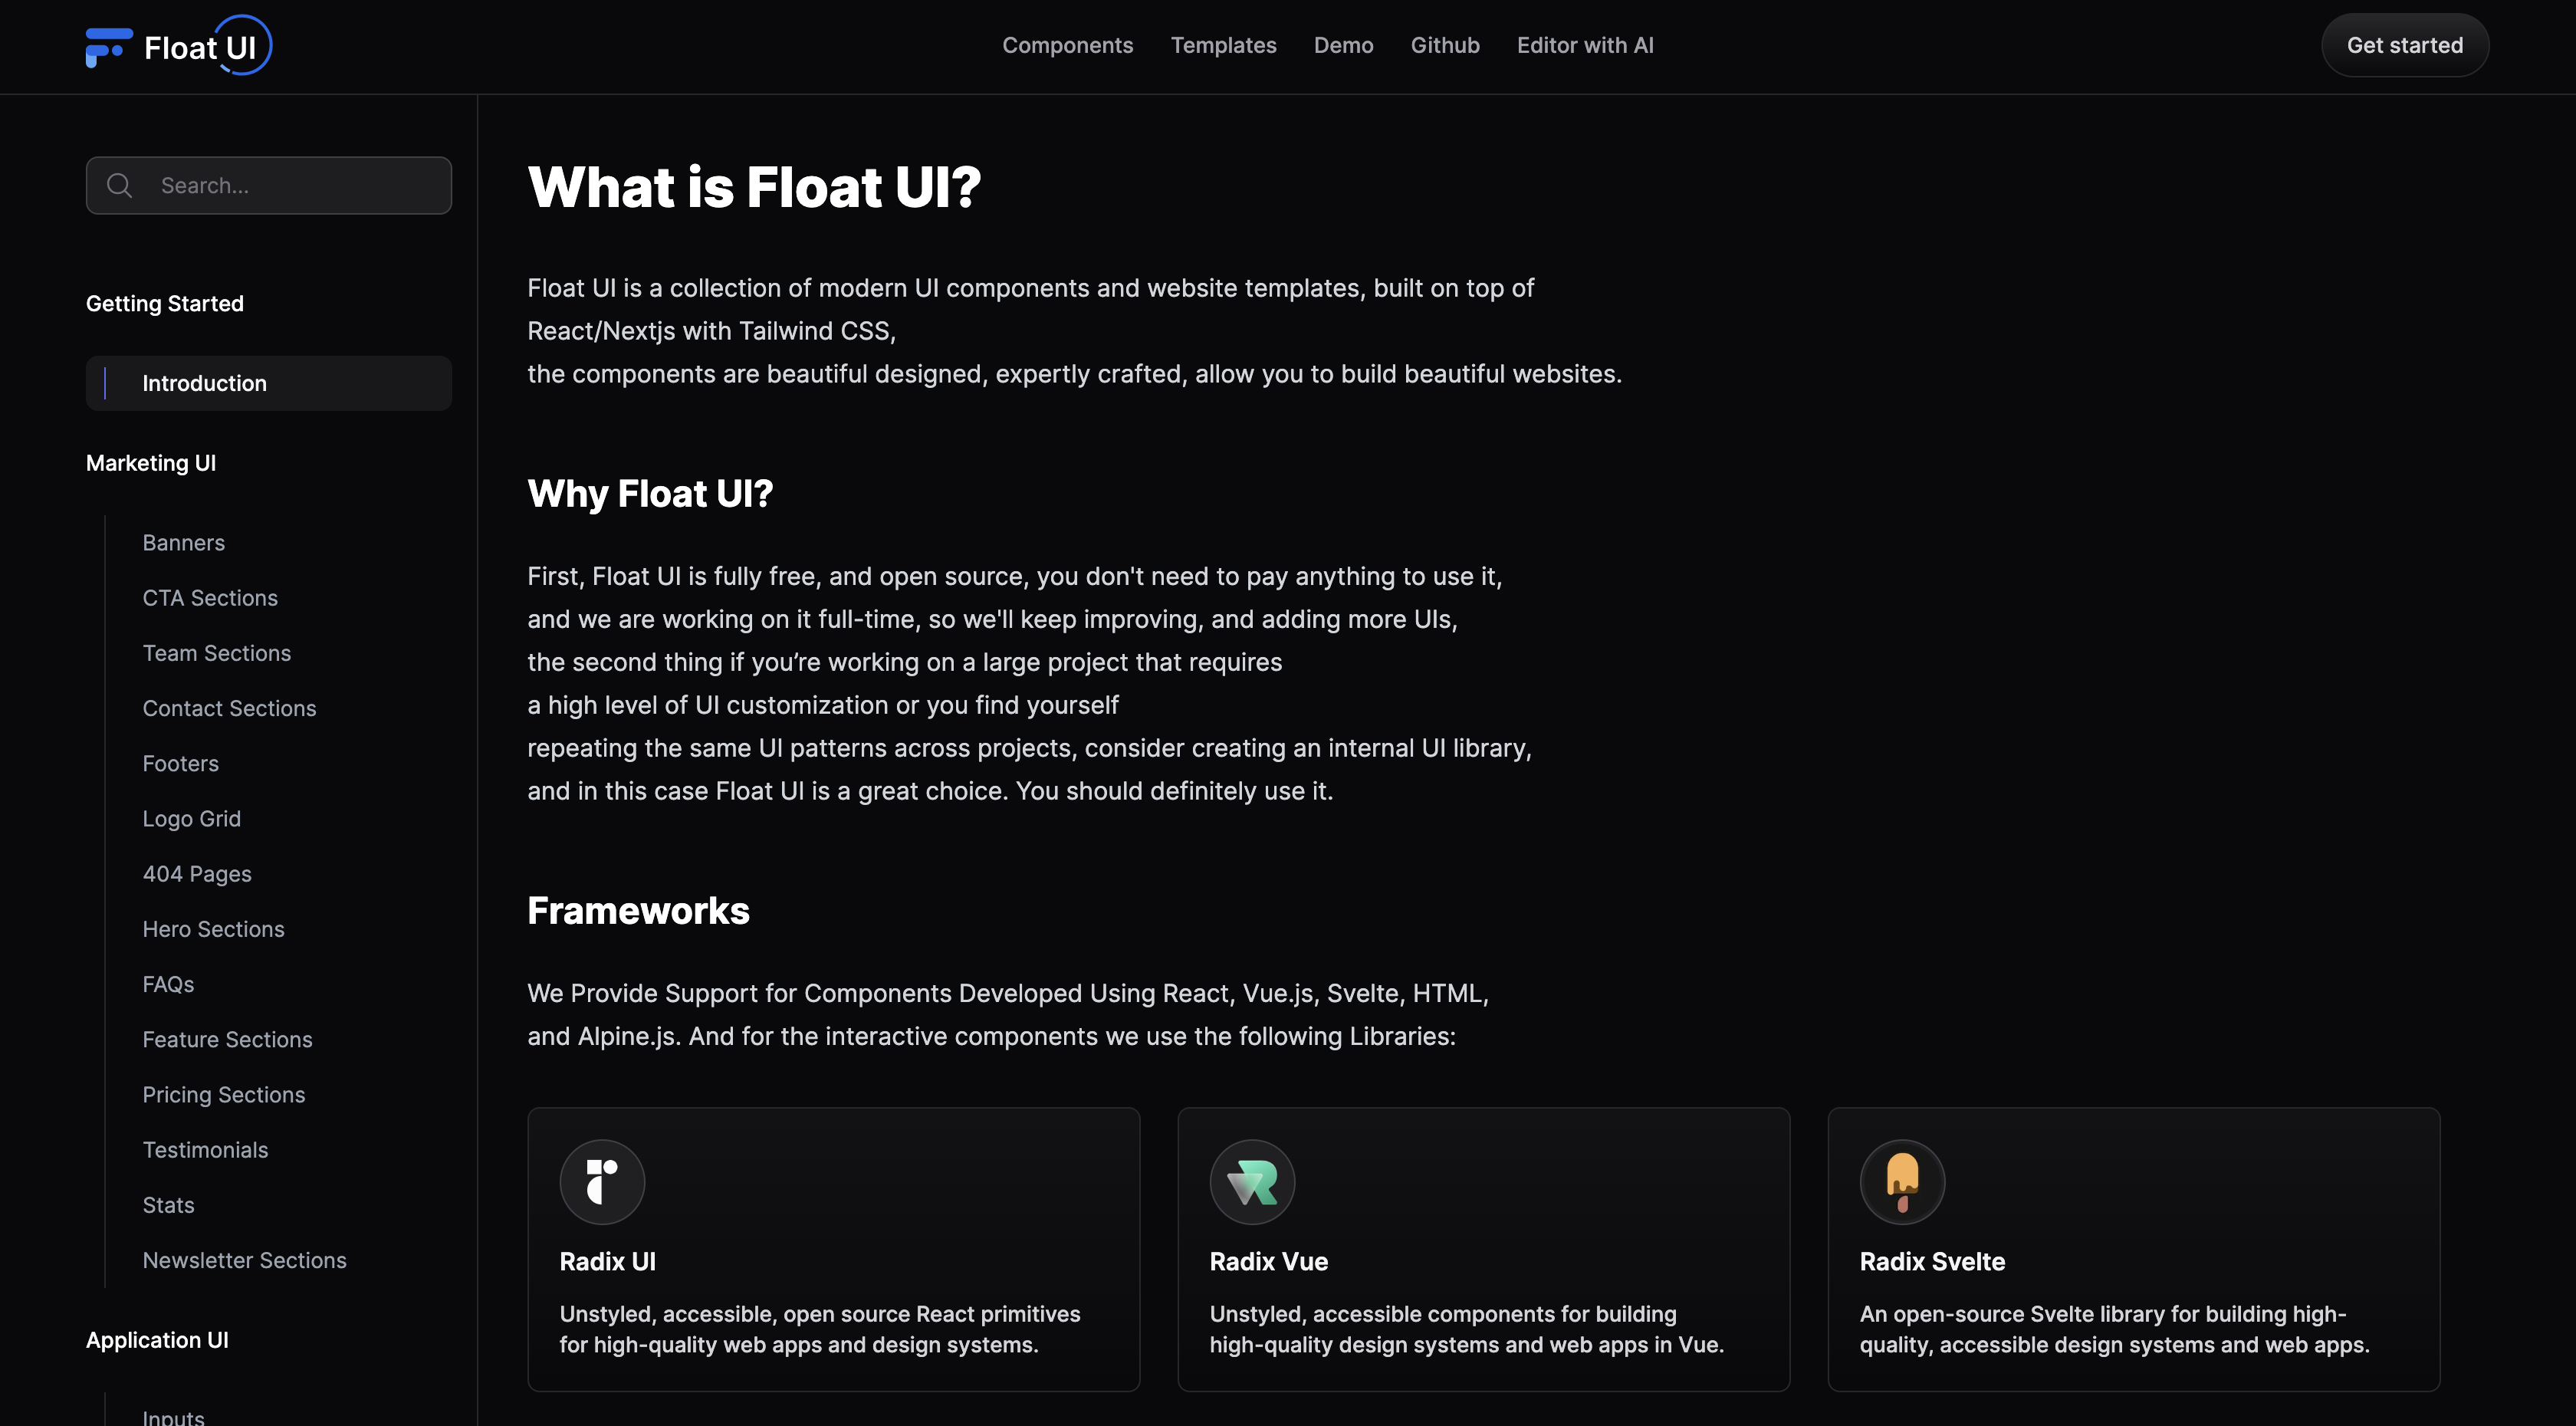 Float UI
Components
Templates
Demo
Github
Editor with AI
Get started
Search...
Getting Started
Introduction
Marketing UI
Banners
CTA Sections
Team Sections
Contact Sections
Footers
Logo Grid
404 Pages
Hero Sections
FAQs
Feature Sections
Pricing Sections
Testimonials
Stats
Newsletter Sections
Application UI
Inputs
What is Float UI?
Float UI is a collection of modern UI components and website templates, built on top of
React/Nextjs with Tailwind CSS,
the components are beautiful designed, expertly crafted, allow you to build beautiful websites.
Why Float UI?
First, Float UI is fully free, and open source, you don't need to pay anything to use it,
and we are working on it full-time, so we'll keep improving, and adding more UIs,
the second thing if you’re working on a large project that requires
a high level of UI customization or you find yourself
repeating the same UI patterns across projects, consider creating an internal UI library,
and in this case Float UI is a great choice. You should definitely use it.
Frameworks
We Provide Support for Components Developed Using React, Vue.js, Svelte, HTML,
and Alpine.js. And for the interactive components we use the following Libraries:
Radix UI
Unstyled, accessible, open source React primitives
for high-quality web apps and design systems.
Radix Vue
Unstyled, accessible components for building
high-quality design systems and web apps in Vue.
Radix Svelte
An open-source Svelte library for building high-
quality, accessible design systems and web apps.